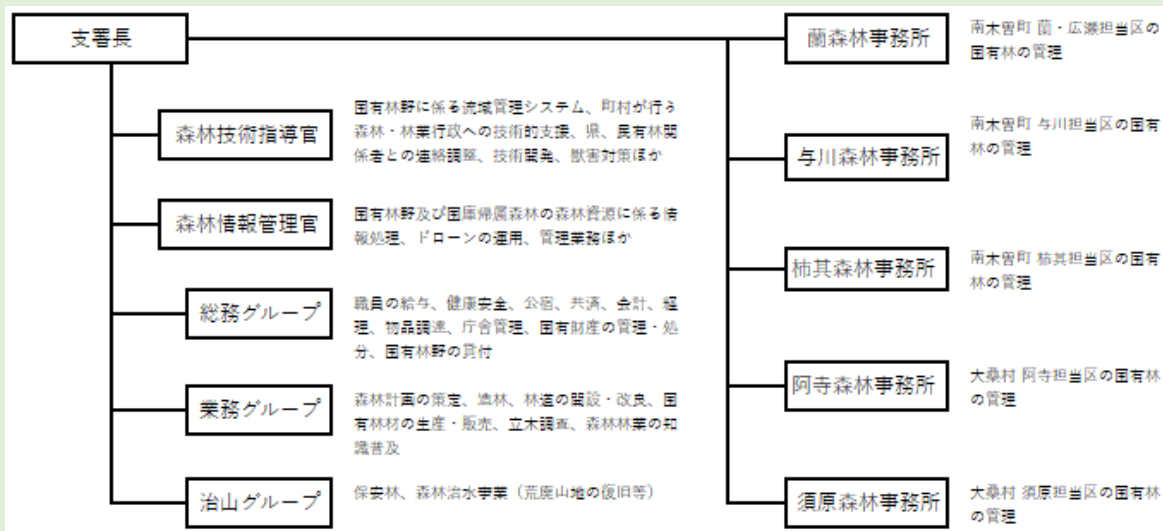 支署長
森林技術指導官
国有林野に係る流域管理システム、町村が行う
森林・林業行政への技術的支援、県、民有林関
係者との連絡調整、技術開発、獣害対策ほか
森林情報管理官
国有林野及び国庫帰属森林の森林資源に係る情
報処理、ドローンの運用、管理業務ほか
総務グループ
職員の給与、健康安全、公宿、共済、会計、経
理、物品調達、庁舎管理、国有財産の管理・処
分、国有林野の貸付
業務グループ
森林計画の策定、造林、林道の開設・改良、国
有林材の生産・販売、立木調査、森林林業の知
識普及
治山グループ
保安林、森林治水事業（荒廃山地の復旧等）
蘭森林事務所
南木曽町 蘭・広瀬担当区の
国有林の管理
与川森林事務所
南木曽町 与川担当区の国有
林の管理
柿其森林事務所
南木曽町 柿其担当区の国有
林の管理
阿寺森林事務所
大桑村 阿寺担当区の国有林
の管理
須原森林事務所
大桑村 須原担当区の国有林
の管理